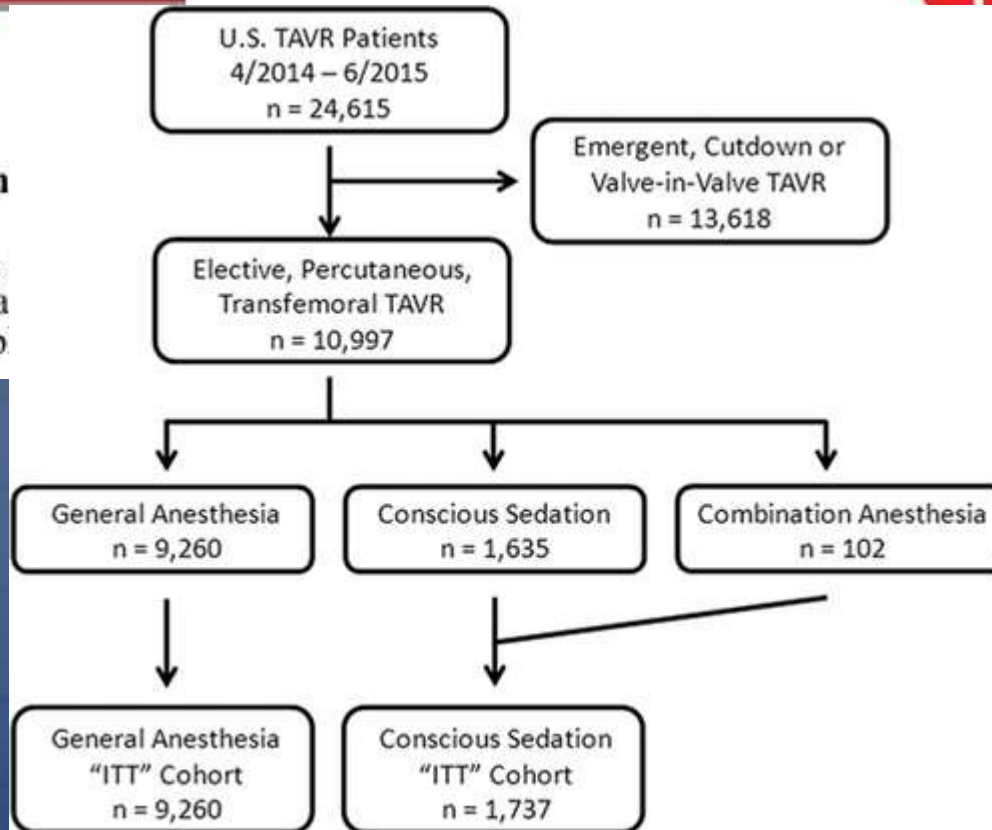 U.S. TAVR Patients
4/2014 – 6/2015
n = 24,615
Emergent, Cutdown or
Valve-in-Valve TAVR
n = 13,618
Elective, Percutaneous,
Transfemoral TAVR
n = 10,997
General Anesthesia
n = 9,260
Conscious Sedation
n = 1,635
Combination Anesthesia
n = 102
General Anesthesia
“ITT” Cohort
n = 9,260
Conscious Sedation
“ITT” Cohort
n = 1,737